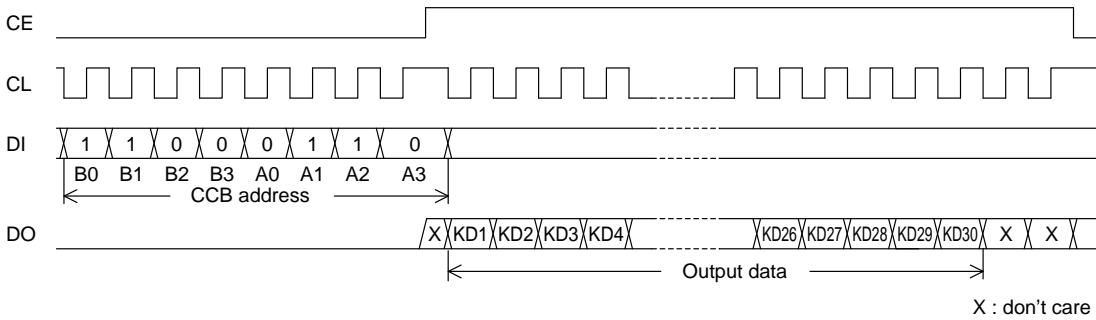 CE
CL
DI 1 1 0 0 0 1 1 0
B0 B1 B2 B3 A0 A1 A2 A3
CCB address
DO X KD1 KD2 KD3 KD4 KD26 KD27 KD28 KD29 KD30 X X
Output data
X : don't care